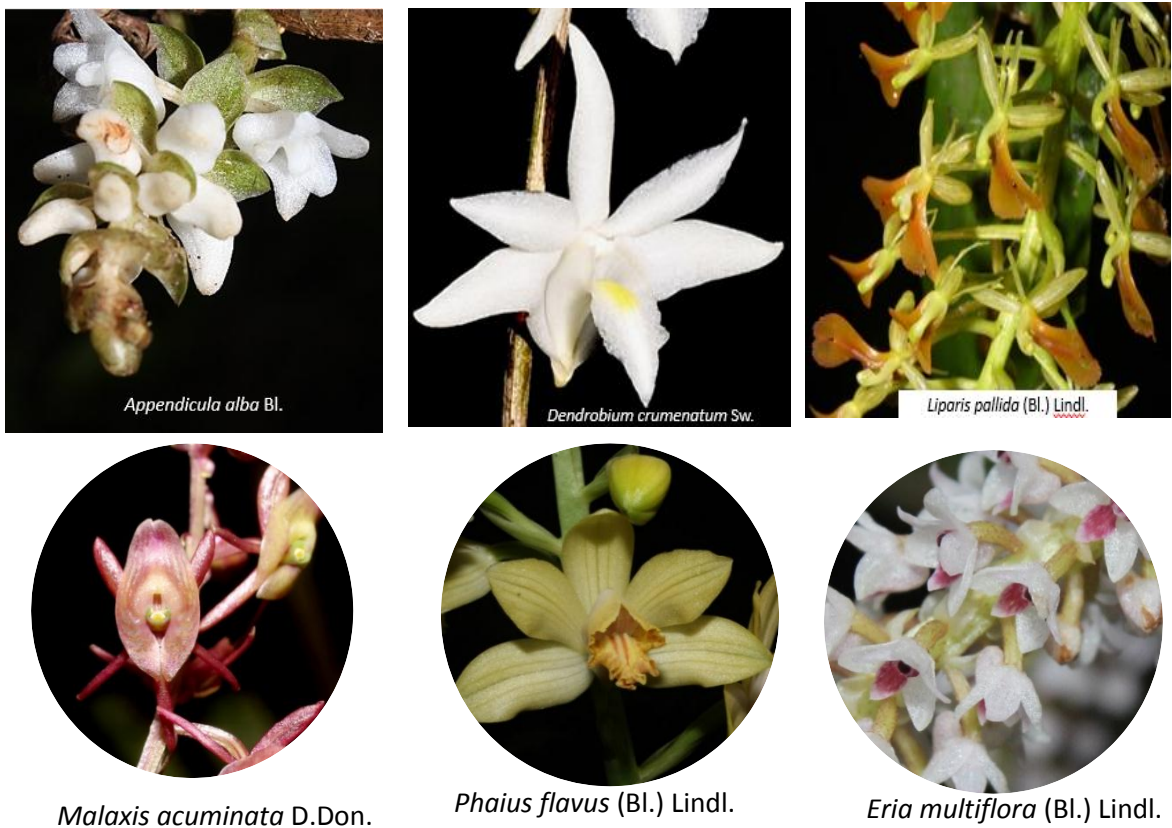 Appendicula alba Bl.
Dendrobium crumenatum Sw.
Liparis pallida (Bl.) Lindl.
Malaxis acuminata D.Don.
Phaius flavus (Bl.) Lindl.
Eria multiflora (Bl.) Lindl.